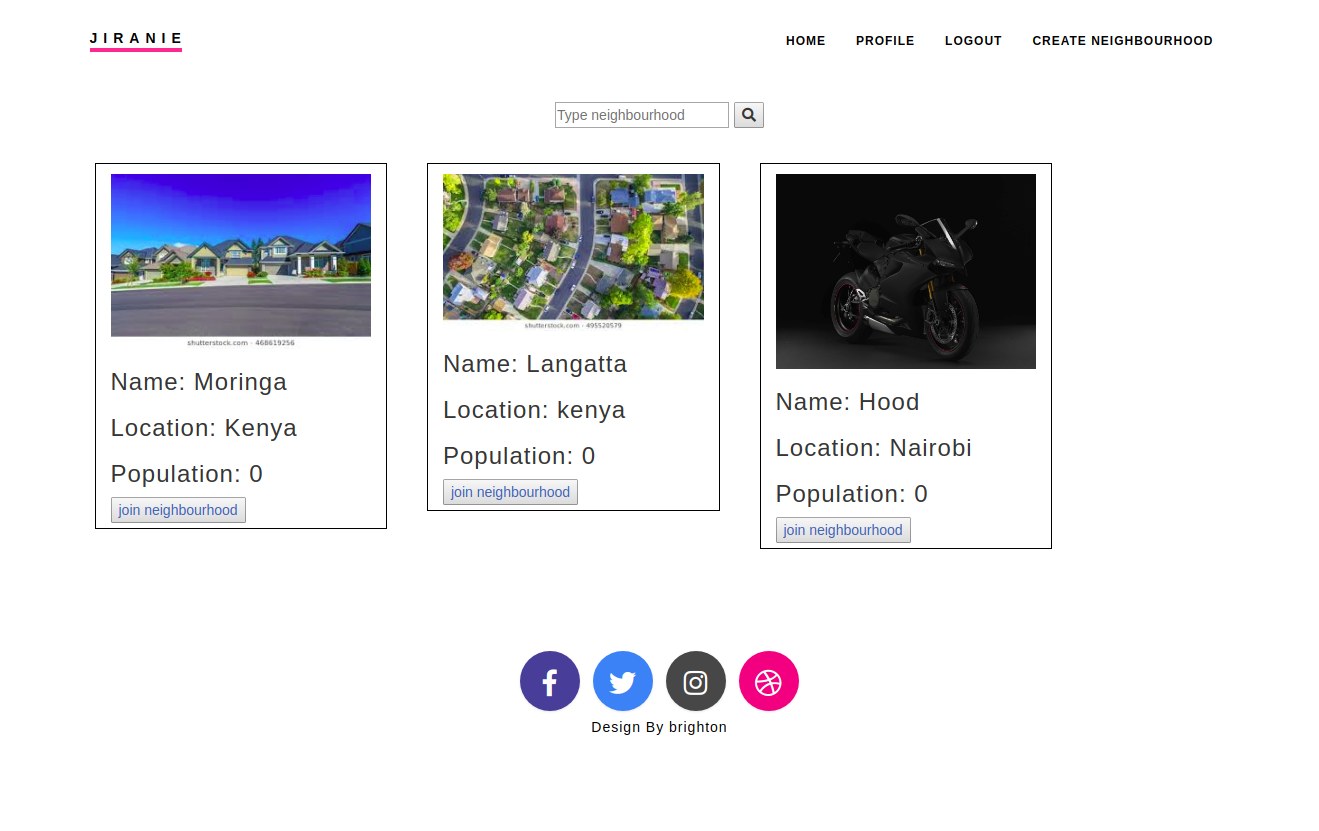 JIRANIE
HOME PROFILE LOGOUT CREATE NEIGHBOURHOOD
Type neighbourhood
shutterstock.com · 468619256
Name: Moringa
Location: Kenya
Population: 0
join neighbourhood
shutterstock.com · 495520579
Name: Langatta
Location: kenya
Population: 0
join neighbourhood
Name: Hood
Location: Nairobi
Population: 0
join neighbourhood
Design By brighton